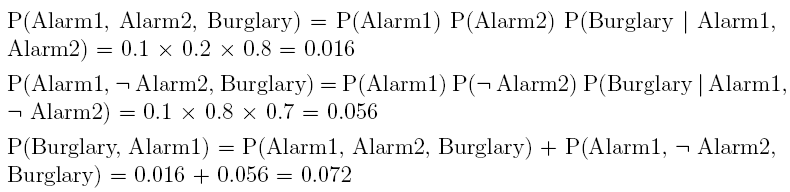 P(Alarm1, Alarm2, Burglary) = P(Alarm1) P(Alarm2) P(Burglary | Alarm1,
Alarm2) = 0.1 × 0.2 × 0.8 = 0.016
P(Alarm1, ¬ Alarm2, Burglary) = P(Alarm1) P(¬ Alarm2) P(Burglary | Alarm1,
¬ Alarm2) = 0.1 × 0.8 × 0.7 = 0.056
P(Burglary, Alarm1) = P(Alarm1, Alarm2, Burglary) + P(Alarm1, ¬ Alarm2,
Burglary) = 0.016 + 0.056 = 0.072